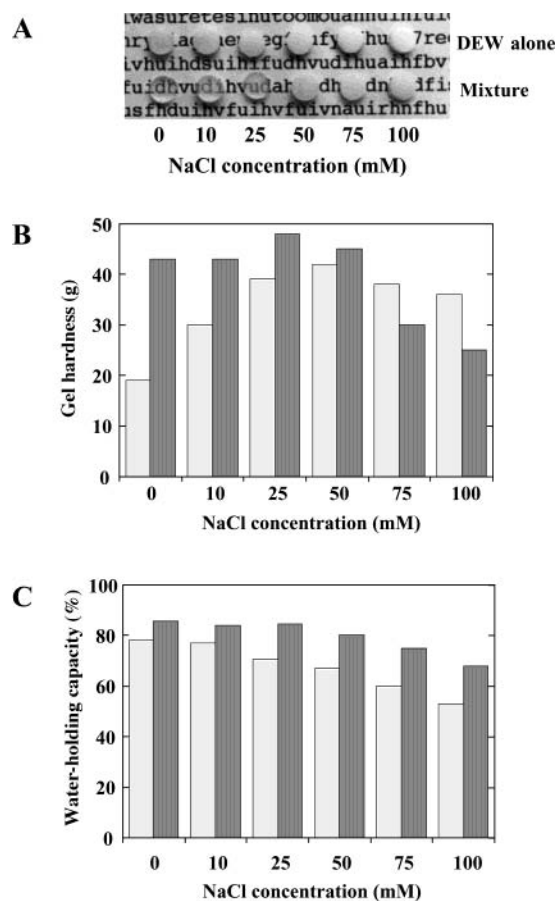 A
DEW alone
Mixture
0 10 25 50 75 100
NaCl concentration (mM)
B
50
40
30
20
10
0
Gel hardness (g)
0 10 25 50 75 100
NaCl concentration (mM)
C
100
80
60
40
20
0
Water-holding capacity (%)
0 10 25 50 75 100
NaCl concentration (mM)